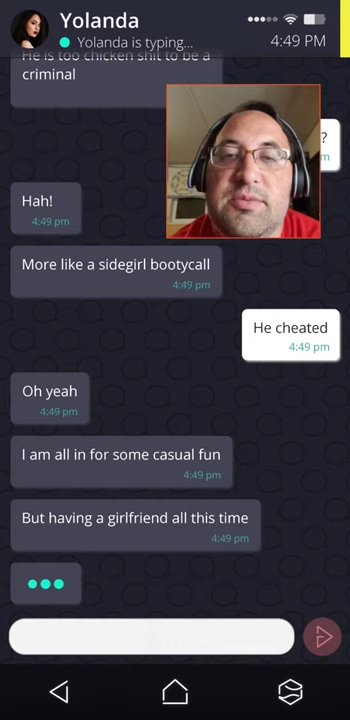 Yolanda
Yolanda is typing...
4:49 PM
He is too chicken shit to be a
criminal
?
Hah!
4:49 pm
More like a sidegirl bootycall
4:49 pm
He cheated
4:49 pm
Oh yeah
4:49 pm
I am all in for some casual fun
4:49 pm
But having a girlfriend all this time
4:49 pm